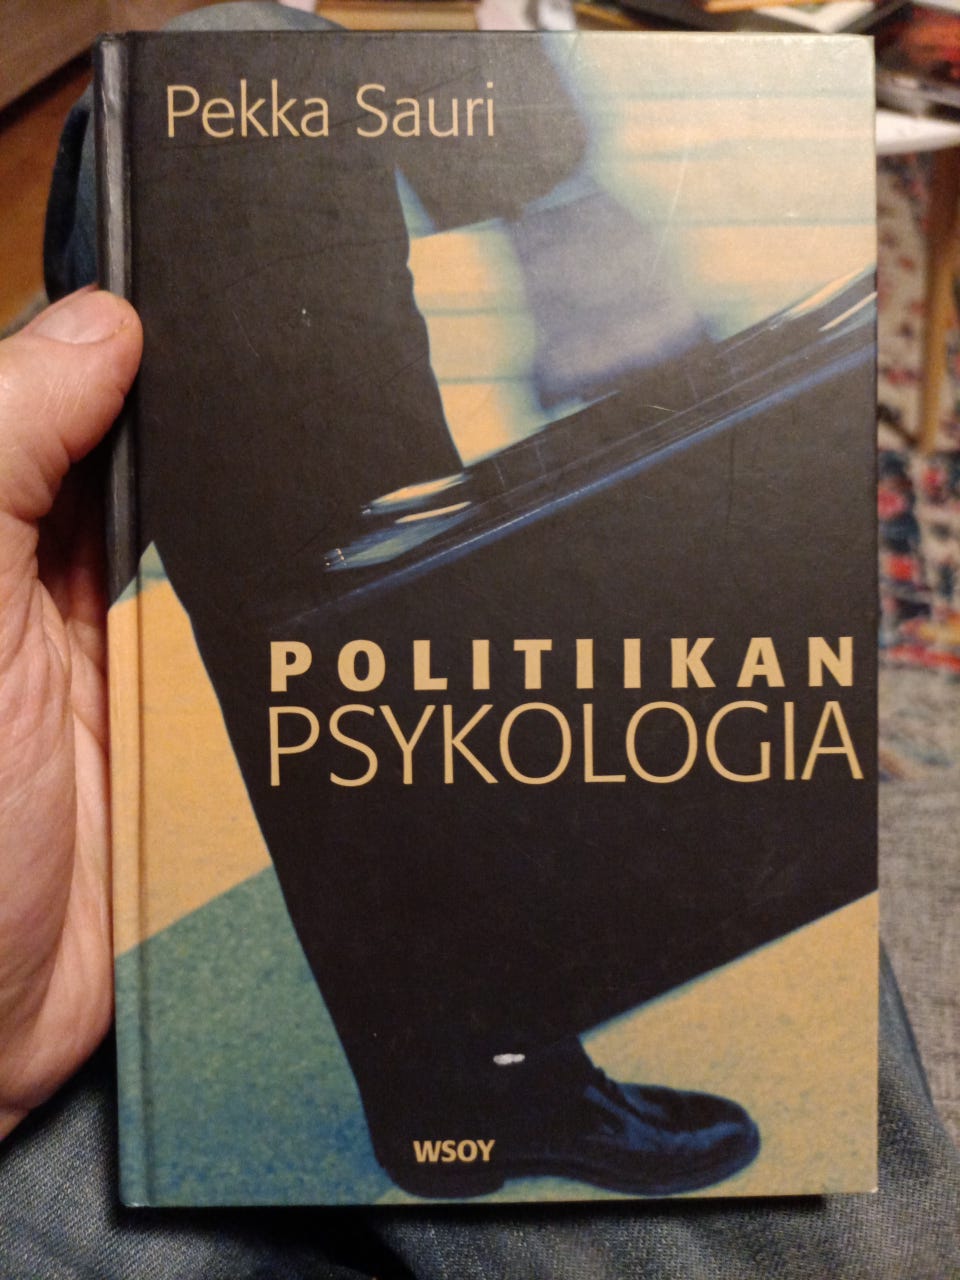 Pekka Sauri
POLITIIKAN
PSYKOLOGIA
WSOY